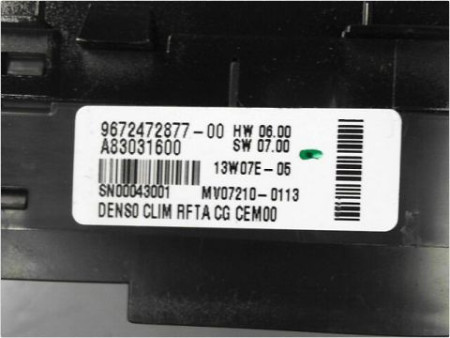 9672472877-00 HW 06.00
A83031600 SW 07.00
13W07E-05
SN00043001 MV07210-0113
DENSO CLIM RFTA CG CEM00